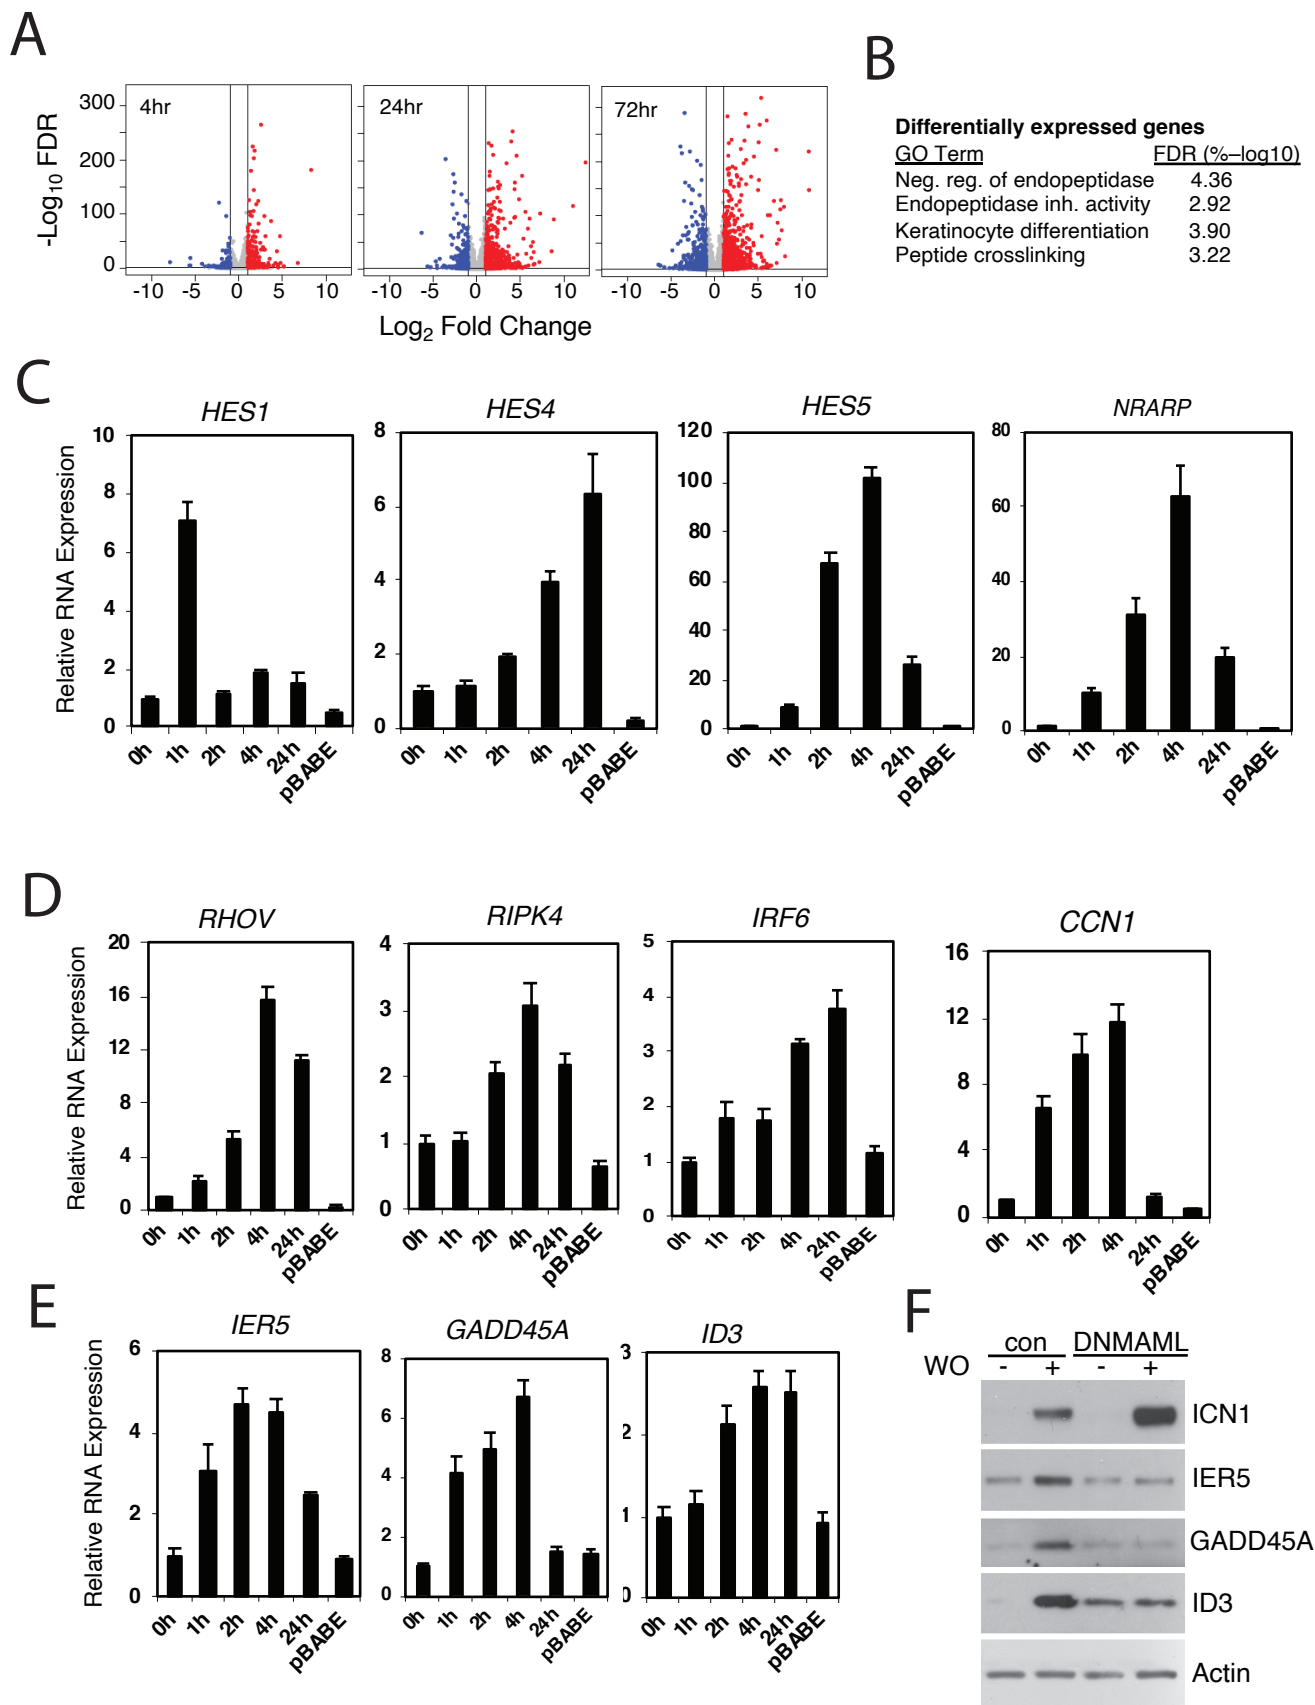 A
B
4hr
24hr
72hr
300
200
100
0
-Log10 FDR
-10 -5 0 5 10
-10 -5 0 5 10
-10 -5 0 5 10
Log2 Fold Change
Differentially expressed genes
GO Term FDR (%–log10)
Neg. reg. of endopeptidase 4.36
Endopeptidase inh. activity 2.92
Keratinocyte differentiation 3.90
Peptide crosslinking 3.22
C
HES1
HES4
HES5
NRARP
Relative RNA Expression
10
8
6
4
2
0
0h 1h 2h 4h 24h pBABE
8
6
4
2
0
0h 1h 2h 4h 24h pBABE
120
100
80
60
40
20
0
0h 1h 2h 4h 24h pBABE
80
60
40
20
0
0h 1h 2h 4h 24h pBABE
D
RHOV
RIPK4
IRF6
CCN1
Relative RNA Expression
20
16
12
8
4
0
0h 1h 2h 4h 24h pBABE
4
3
2
1
0
0h 1h 2h 4h 24h pBABE
5
4
3
2
1
0
0h 1h 2h 4h 24h pBABE
16
12
8
4
0
0h 1h 2h 4h 24h pBABE
E
IER5
GADD45A
ID3
Relative RNA Expression
6
4
2
0
0h 1h 2h 4h 24h pBABE
8
6
4
2
0
0h 1h 2h 4h 24h pBABE
3
2
1
0
0h 1h 2h 4h 24h pBABE
F
con DNMAML
WO - + - +
ICN1
IER5
GADD45A
ID3
Actin